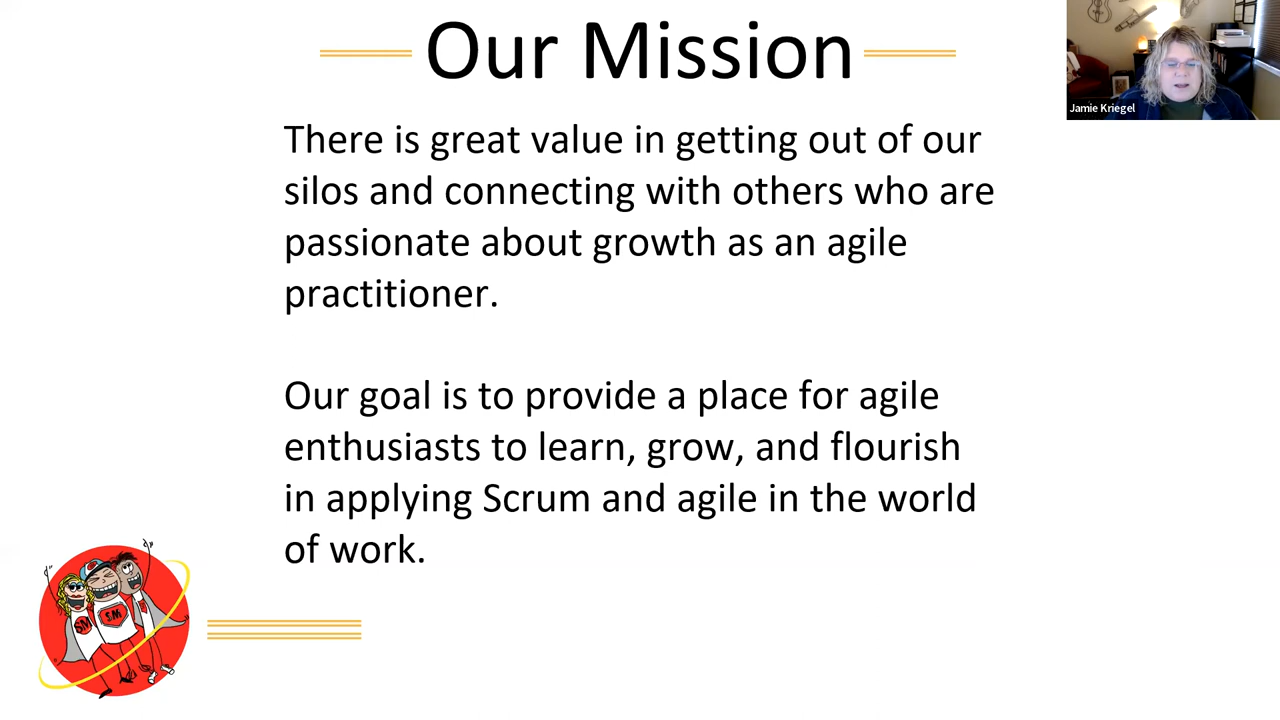 Our Mission
Jamie Kriegel
There is great value in getting out of our
silos and connecting with others who are
passionate about growth as an agile
practitioner.
Our goal is to provide a place for agile
enthusiasts to learn, grow, and flourish
in applying Scrum and agile in the world
of work.
SM
SM